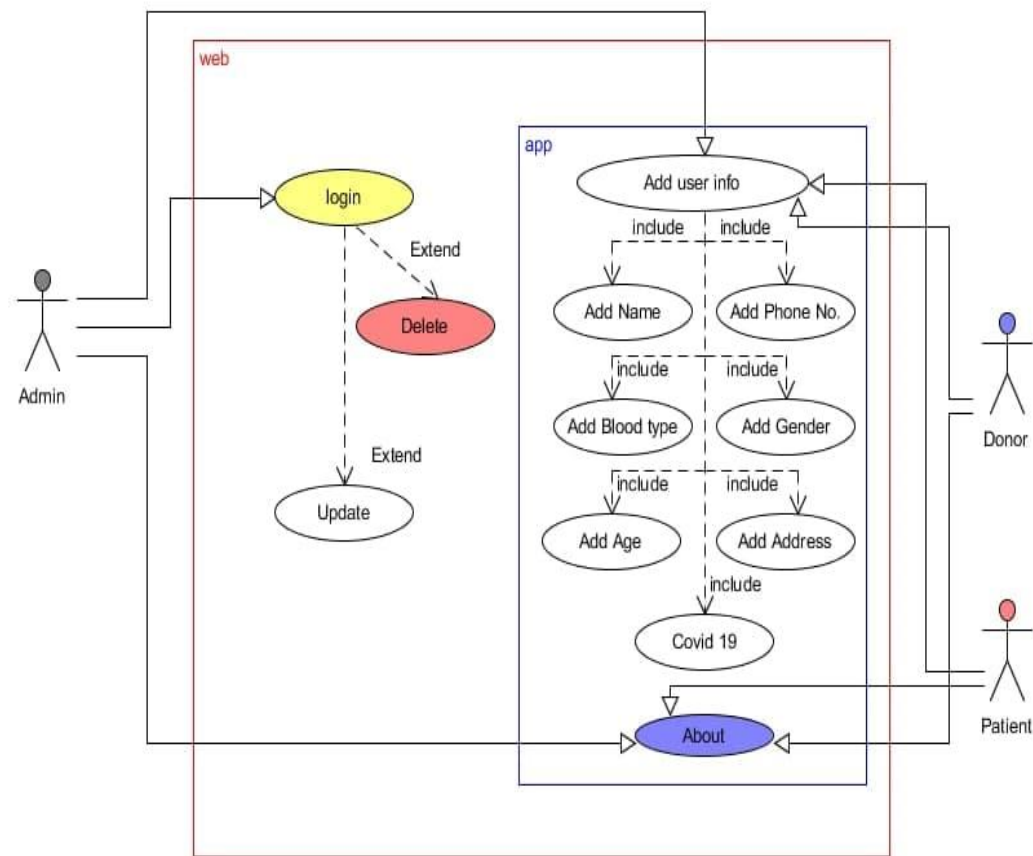 web
app
Add user info
login
include
include
Extend
Add Name
Add Phone No.
Delete
Admin
include
include
Add Blood type
Add Gender
Donor
Extend
include
include
Update
Add Age
Add Address
include
Covid 19
About
Patient